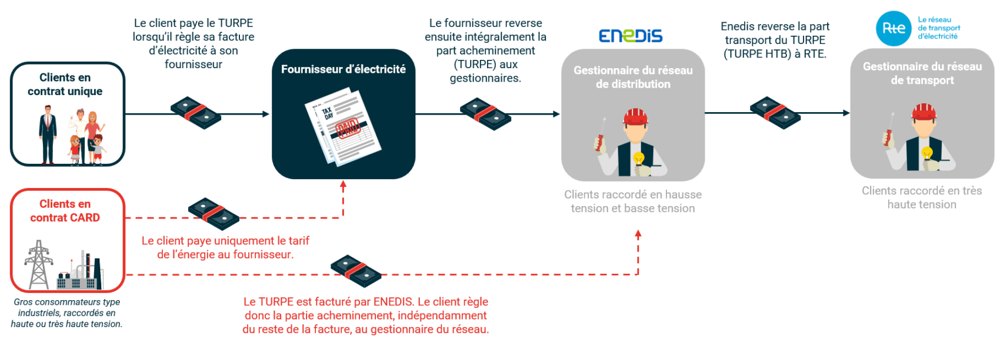 Le client paye le TURPE
lorsqu'il règle sa facture
d'électricité à son
fournisseur
Le fournisseur reverse
ensuite intégralement la
part acheminement
(TURPE) aux
gestionnaires.
ENEDIS
Enedis reverse la part
transport du TURPE
(TURPE HTB) à RTE.
Rte
Le réseau
de transport
d'électricité
Clients en
contrat unique
Fournisseur d'électricité
TAX
DAY
PAID
Gestionnaire du réseau
de distribution
Gestionnaire du réseau
de transport
Clients raccordé en hausse
tension et basse tension
Clients raccordé en très
haute tension
Clients en
contrat CARD
Le client paye uniquement le tarif
de l'énergie au fournisseur.
Gros consommateurs type
industriels, raccordés en
haute ou très haute tension.
Le TURPE est facturé par ENEDIS. Le client règle
donc la partie acheminement, indépendamment
du reste de la facture, au gestionnaire du réseau.